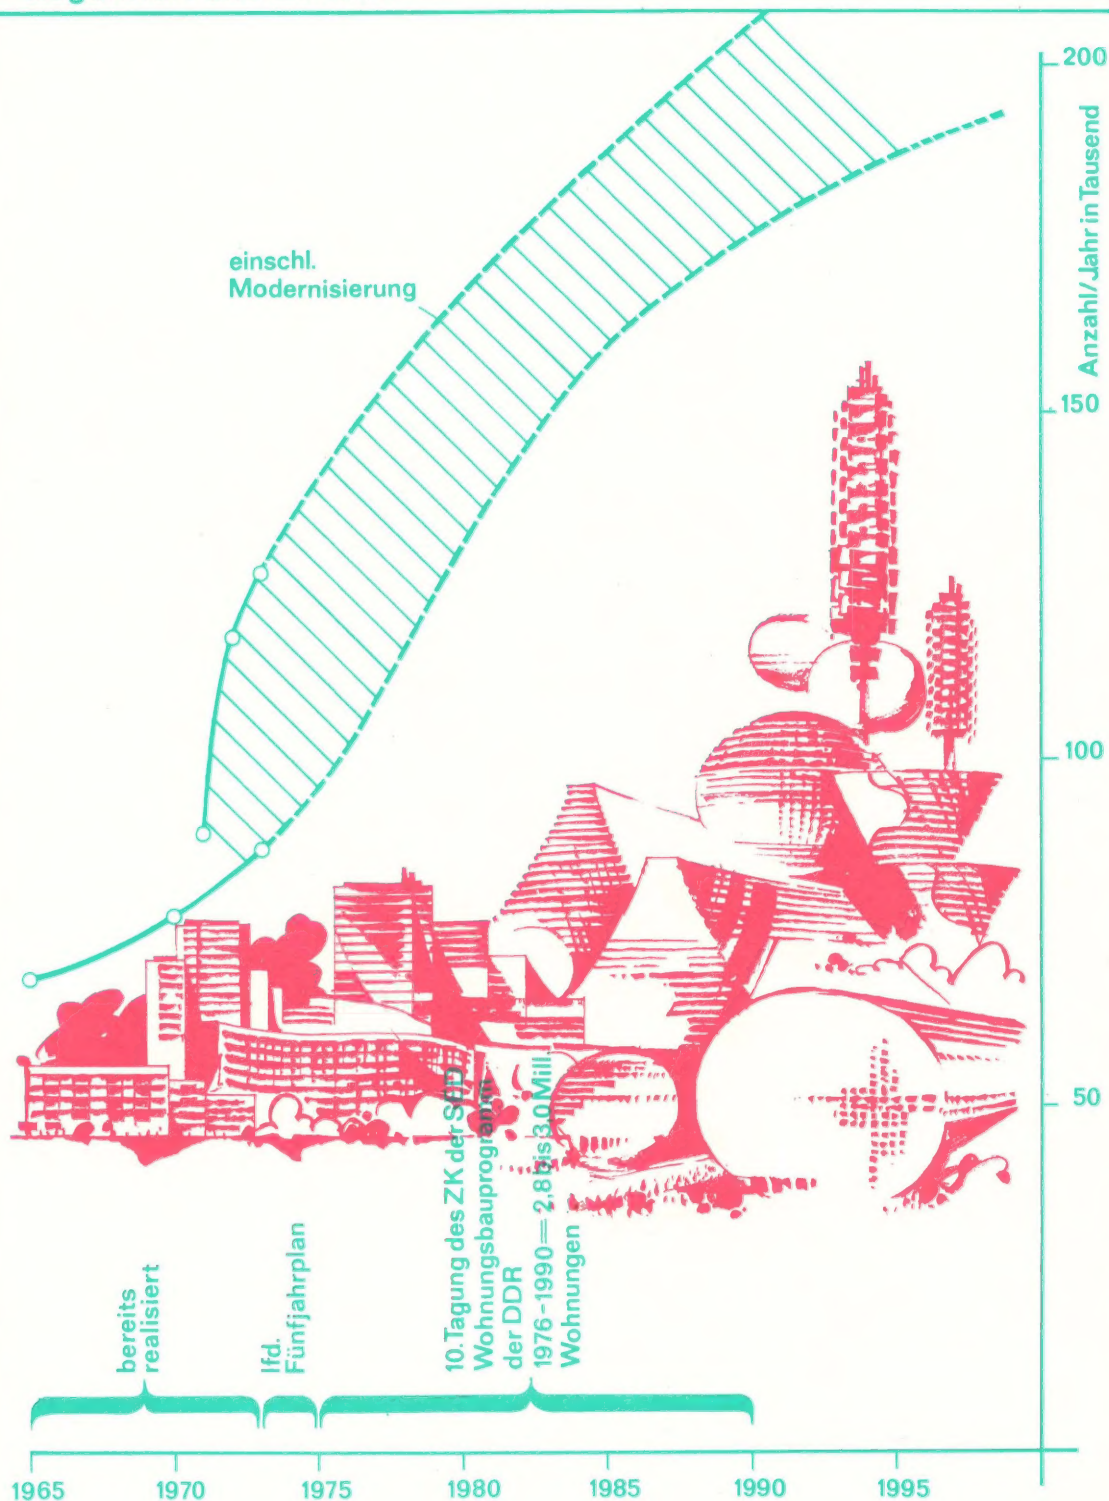 200
Anzahl/Jahr in Tausend
einschl.
Modernisierung
150
100
50
bereits
realisiert
lfd.
Fünfjahrplan
10.Tagung des ZK der SED
Wohnungsbauprogramm
der DDR
1976-1990=2,8 bis 3,0 Mill
Wohnungen
1965 1970 1975 1980 1985 1990 1995